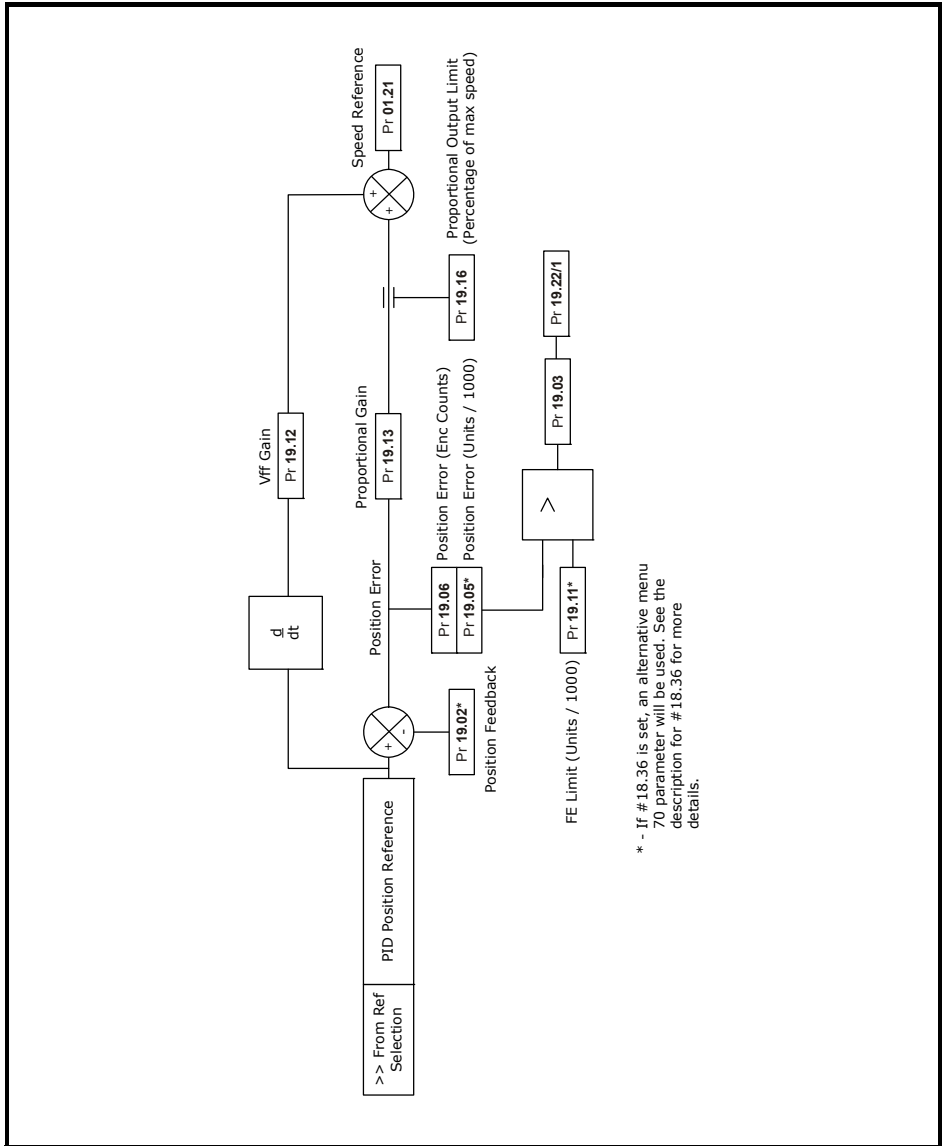 >> From Ref
Selection
PID Position Reference
d
dt
Vff Gain
Pr 19.12
+
-
Pr 19.02*
Position Feedback
Position Error
Proportional Gain
Pr 19.13
Pr 19.06
Position Error (Enc Counts)
Pr 19.05*
Position Error (Units / 1000)
Pr 19.16
Proportional Output Limit
(Percentage of max speed)
+
+
Speed Reference
Pr 01.21
FE Limit (Units / 1000)
Pr 19.11*
>
Pr 19.03
Pr 19.22/1
* - If #18.36 is set, an alternative menu
70 parameter will be used. See the
description for #18.36 for more
details.